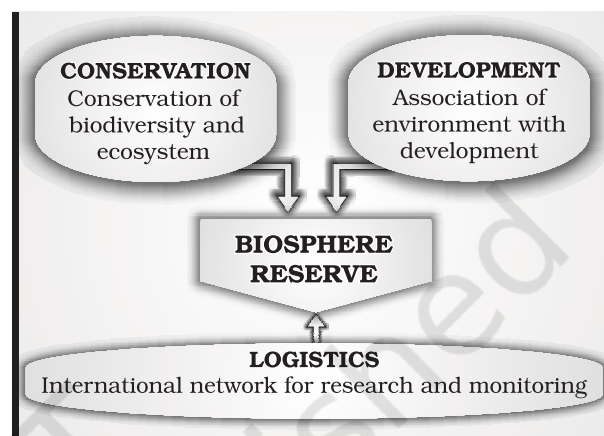 CONSERVATION
Conservation of
biodiversity and
ecosystem
DEVELOPMENT
Association of
environment with
development
BIOSPHERE
RESERVE
LOGISTICS
International network for research and monitoring